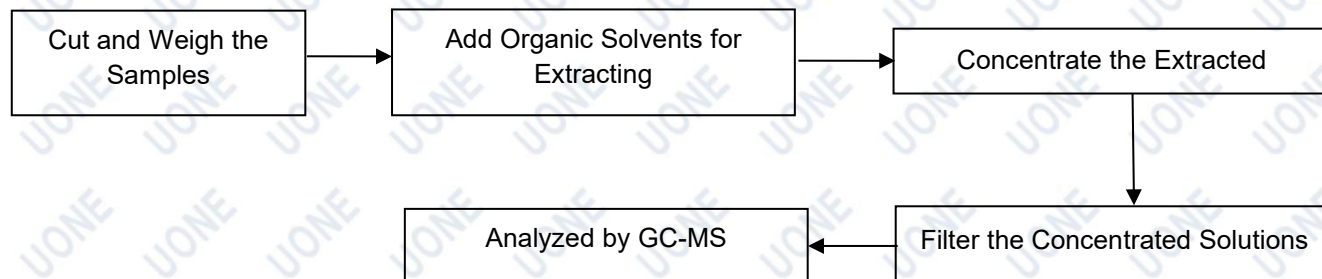 Cut and Weigh the
Samples
Add Organic Solvents for
Extracting
Concentrate the Extracted
Filter the Concentrated Solutions
Analyzed by GC-MS
UONE